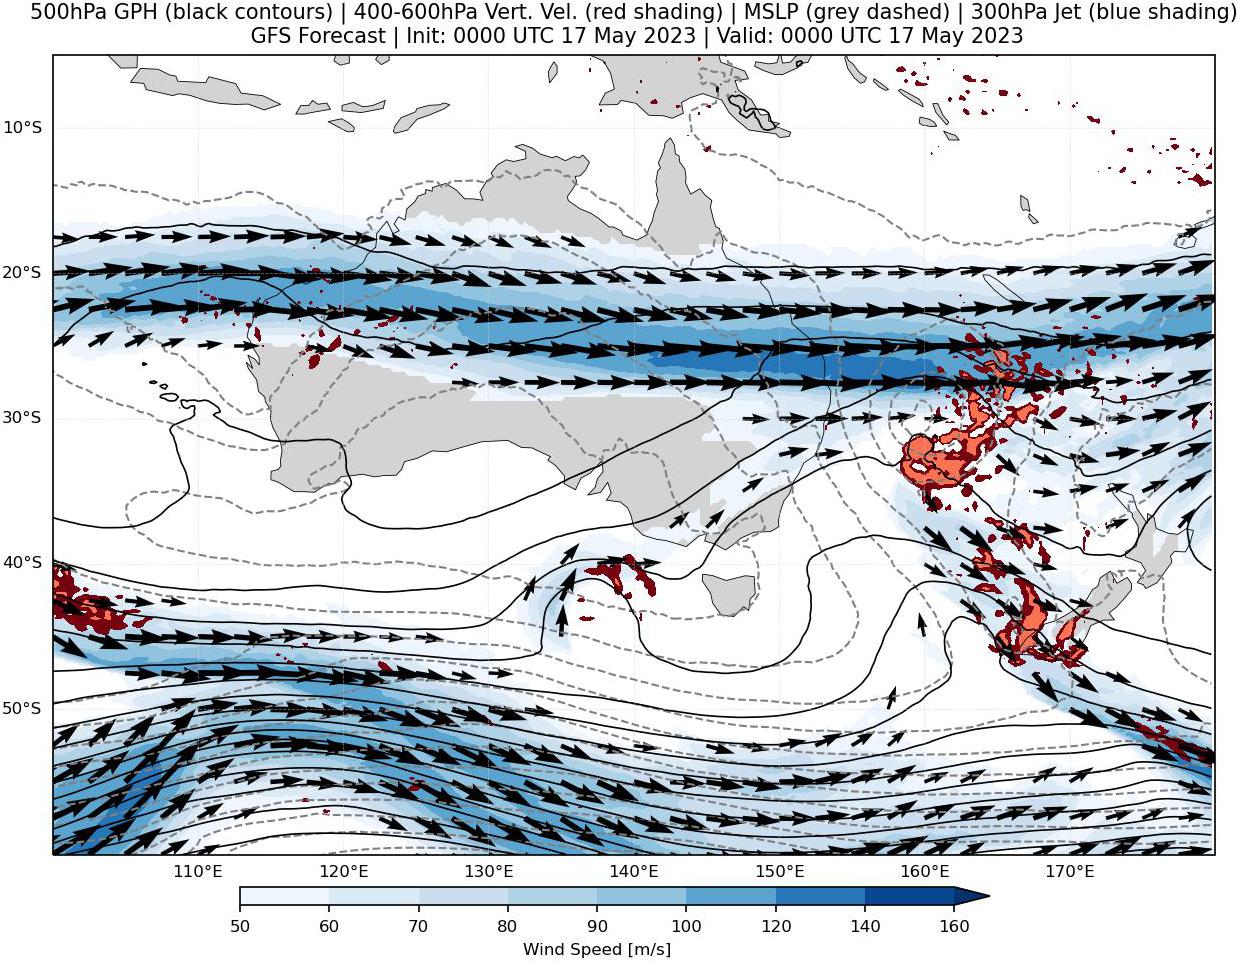 500hPa GPH (black contours) | 400-600hPa Vert. Vel. (red shading) | MSLP (grey dashed) | 300hPa Jet (blue shading)
GFS Forecast | Init: 0000 UTC 17 May 2023 | Valid: 0000 UTC 17 May 2023
10°S
20°S
30°S
40°S
50°S
110°E 120°E 130°E 140°E 150°E 160°E 170°E
50 60 70 80 90 100 120 140 160
Wind Speed [m/s]